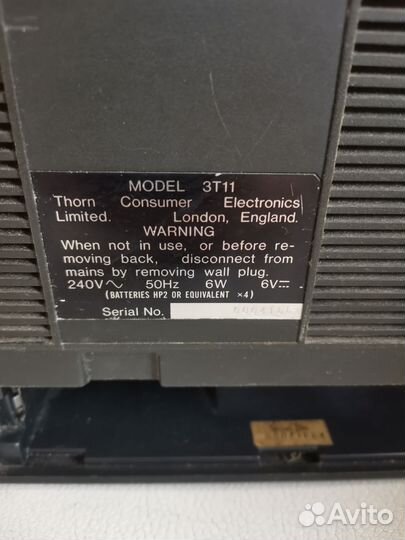 MODEL 3T11
Thorn Consumer Electronics
Limited. London, England.
WARNING
When not in use, or before re-
moving back, disconnect from
mains by removing wall plug.
240V∿ 50Hz 6W 6V⎓
(BATTERIES HP2 OR EQUIVALENT ×4)
Serial No.
Avito